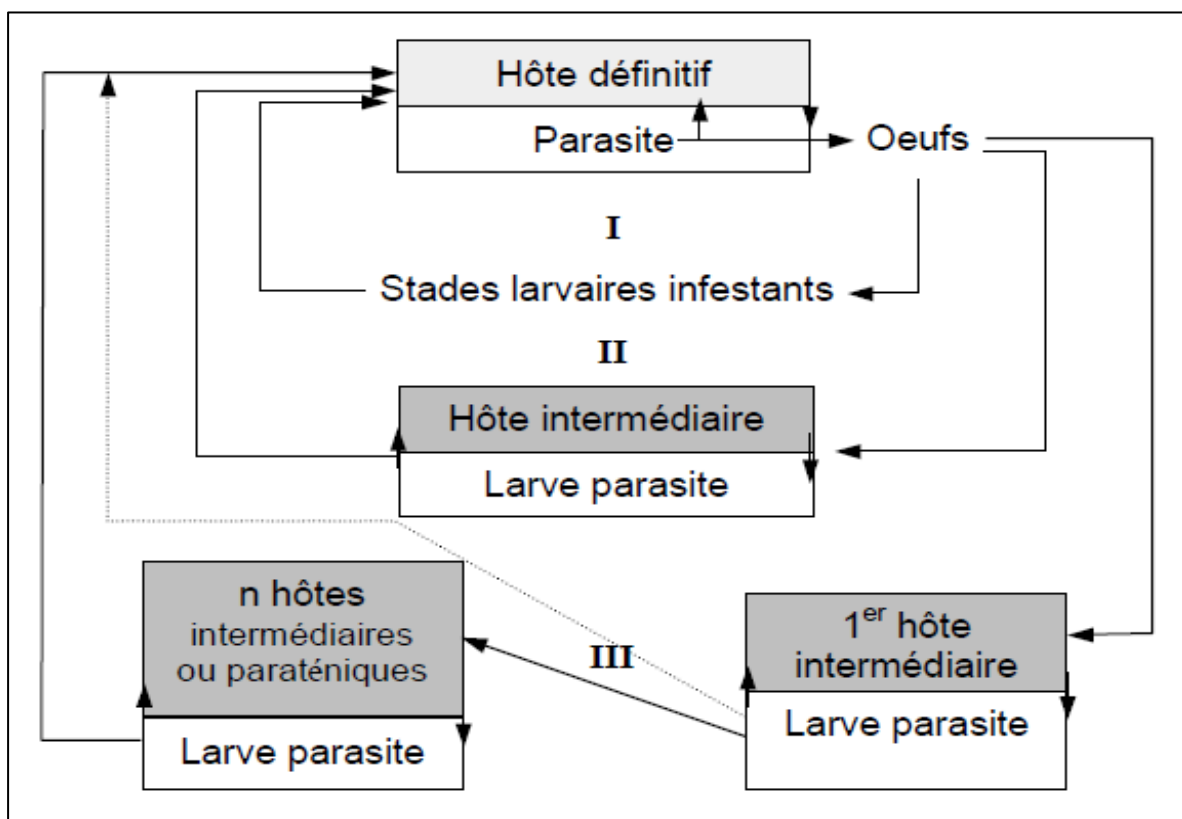 Hôte définitif
Parasite
Oeufs
I
Stades larvaires infestants
II
Hôte intermédiaire
Larve parasite
n hôtes
intermédiaires
ou paraténiques
Larve parasite
III
1er hôte
intermédiaire
Larve parasite